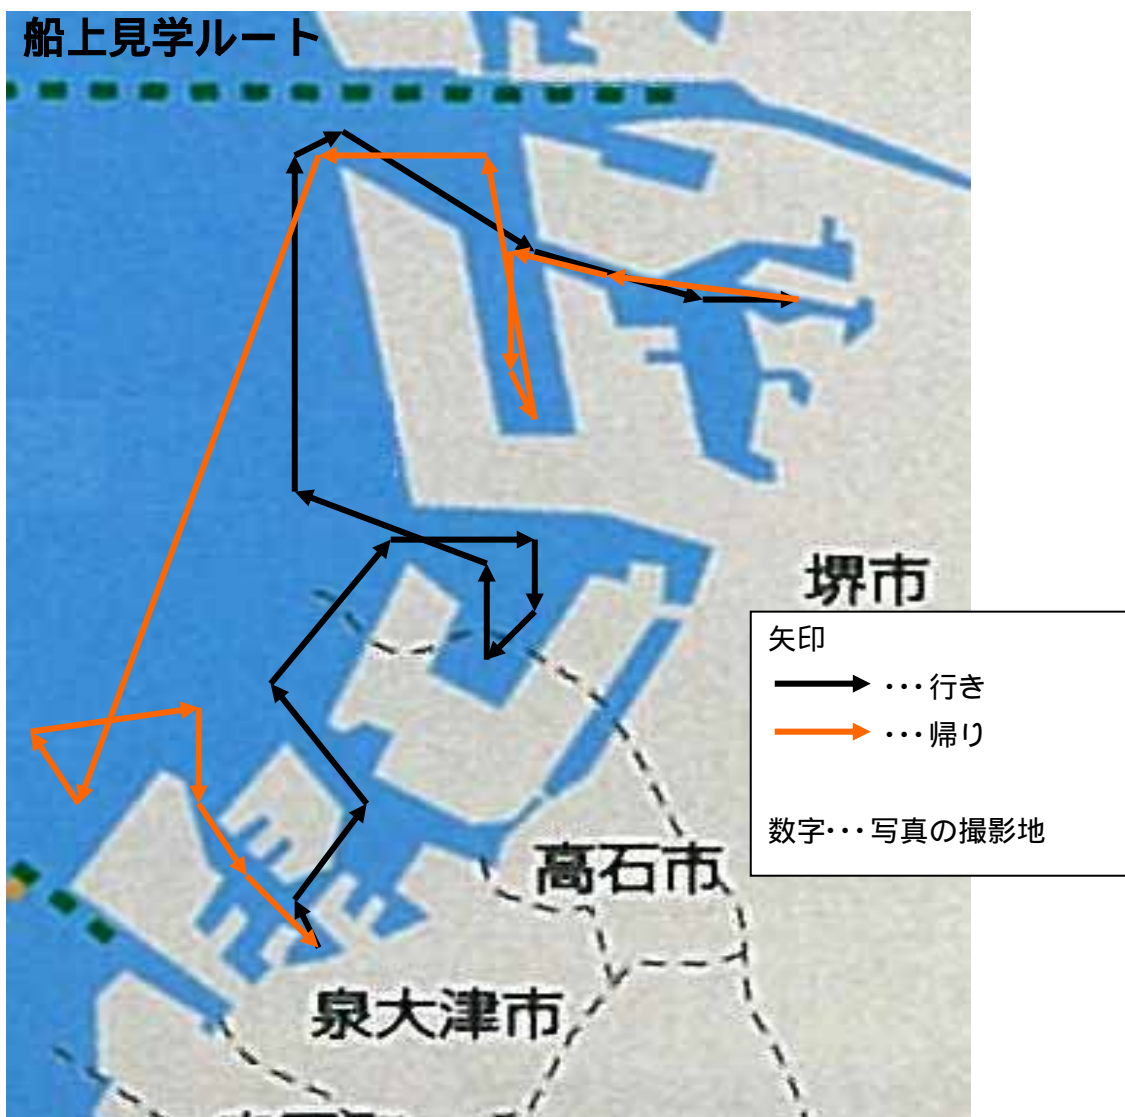 船上見学ルート
堺市
矢印
・・・行き
・・・帰り
数字・・・写真の撮影地
高石市
泉大津市